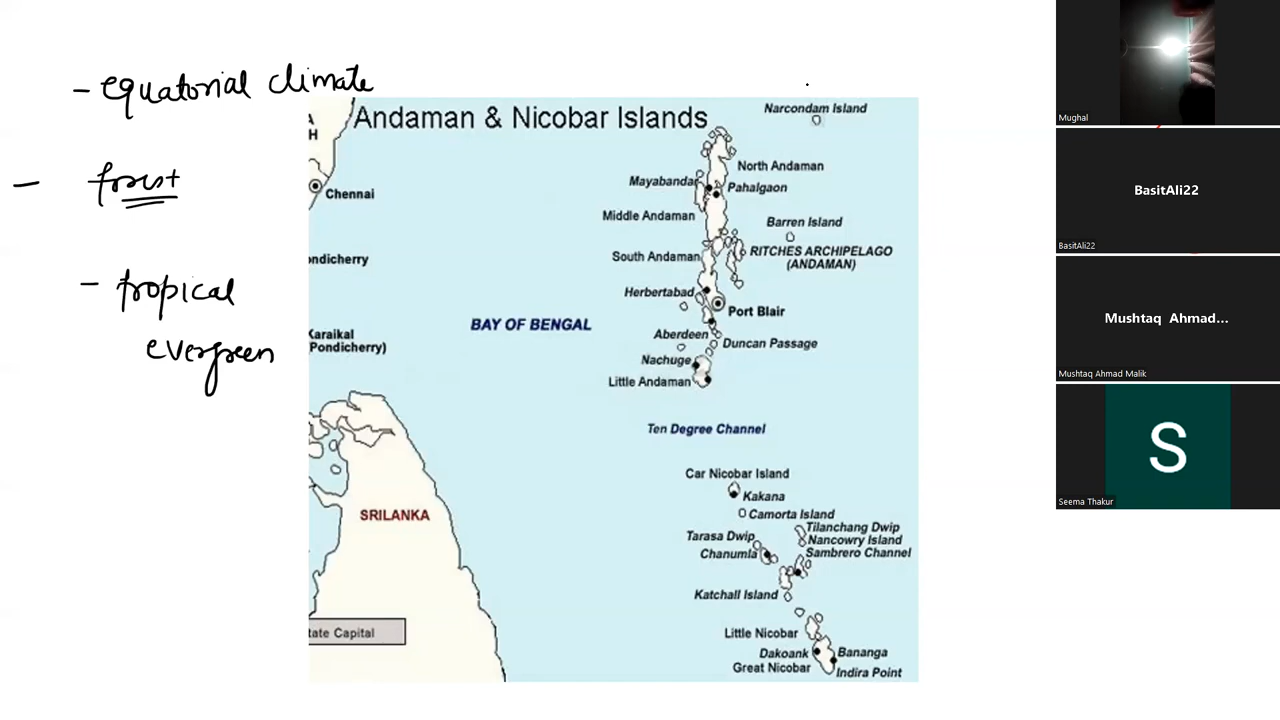 - equatorial climate
- forest
- tropical
evergreen
Andaman & Nicobar Islands
A
H
Chennai
ondicherry
Karaikal
(Pondicherry)
SRILANKA
tate Capital
BAY OF BENGAL
Narcondam Island
North Andaman
Mayabandar
Pahalgaon
Middle Andaman
Barren Island
South Andaman
RITCHES ARCHIPELAGO
(ANDAMAN)
Herbertabad
Port Blair
Aberdeen
Duncan Passage
Nachuge
Little Andaman
Ten Degree Channel
Car Nicobar Island
Kakana
Camorta Island
Tilanchang Dwip
Tarasa Dwip
Nancowry Island
Chanumla
Sambrero Channel
Katchall Island
Little Nicobar
Dakoank
Bananga
Great Nicobar
Indira Point
Mughal
BasitAli22
BasitAli22
Mushtaq Ahmad...
Mushtaq Ahmad Malik
S
Seema Thakur